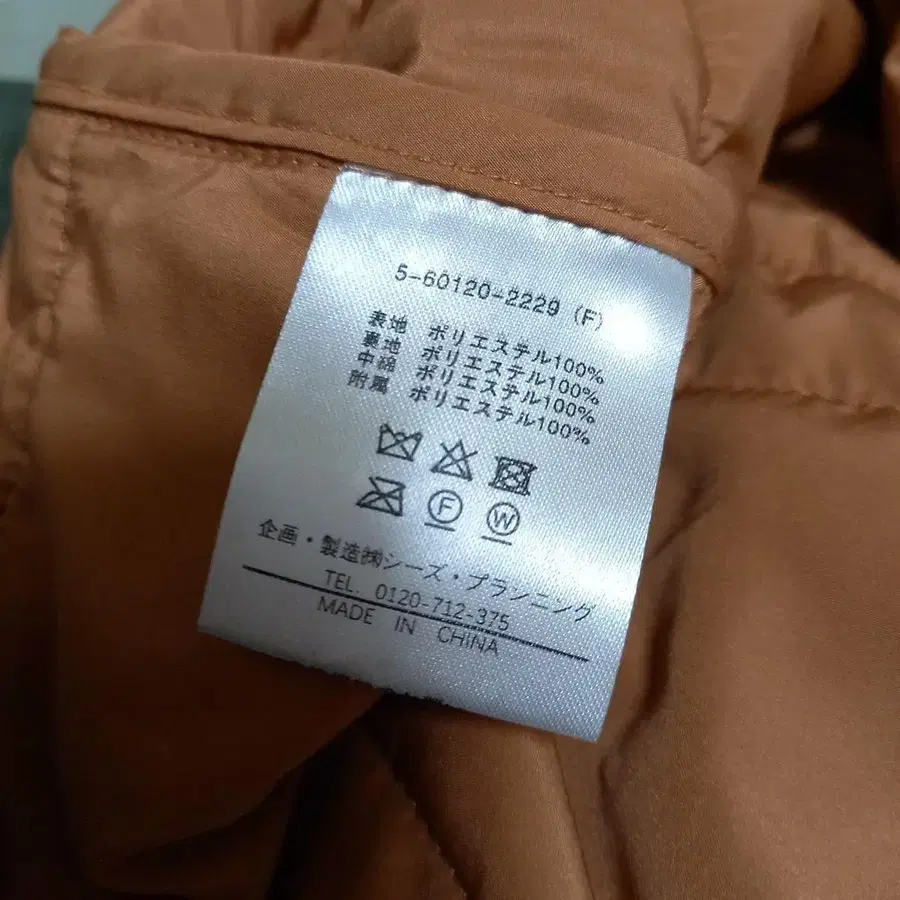 5-60120-2229 (F)
表地 ポリエステル100%
裏地 ポリエステル100%
中綿 ポリエステル100%
附属 ポリエステル100%
F W
企画・製造㈱シーズ・プランニング
TEL. 0120-712-375
MADE IN CHINA